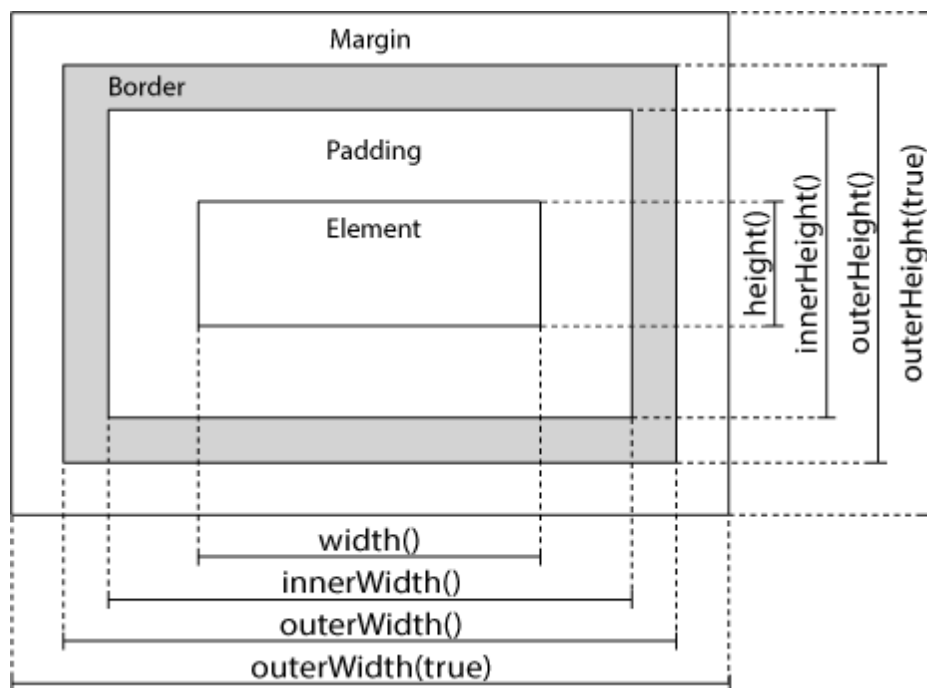 Margin
Border
Padding
Element
height()
innerHeight()
outerHeight()
outerHeight(true)
width()
innerWidth()
outerWidth()
outerWidth(true)